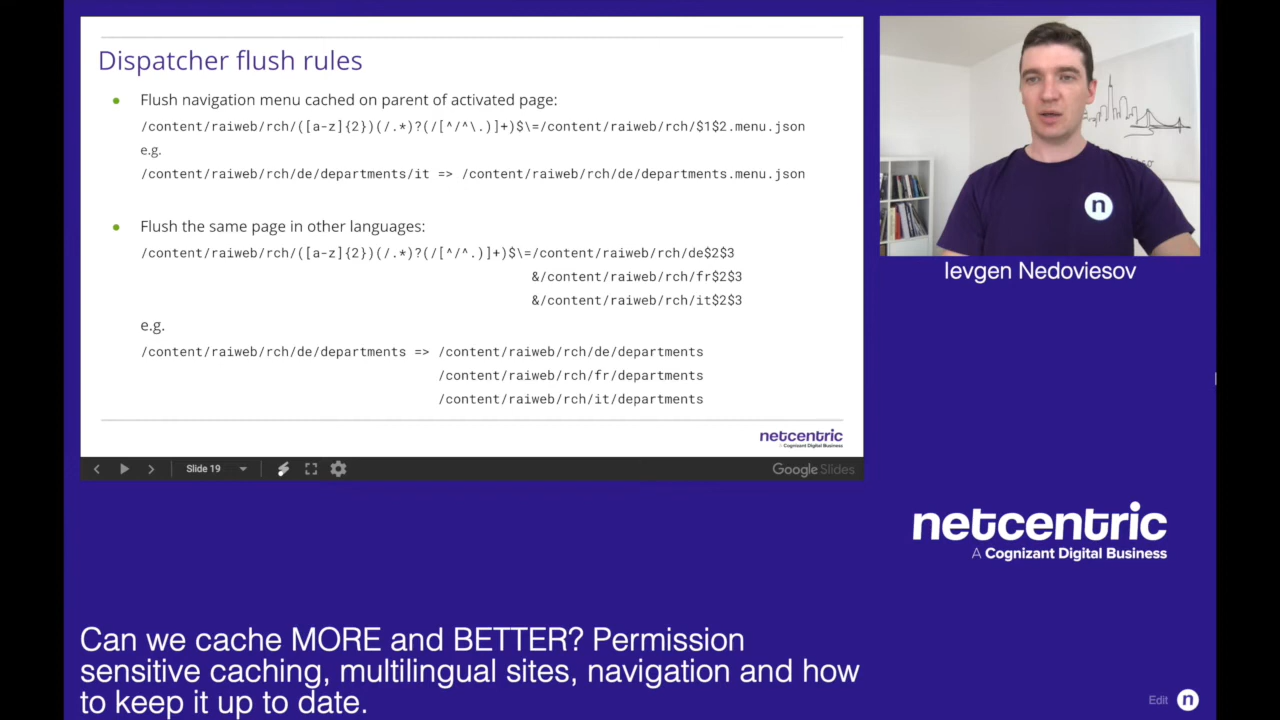 Dispatcher flush rules
Flush navigation menu cached on parent of activated page:
/content/raiweb/rch/([a-z]{2})(/.*)?(/[^/^\.)]+)$\=/content/raiweb/rch/$1$2.menu.json
e.g.
/content/raiweb/rch/de/departments/it => /content/raiweb/rch/de/departments.menu.json
Flush the same page in other languages:
/content/raiweb/rch/([a-z]{2})(/.*)?(/[^/^.)]+)$\=/content/raiweb/rch/de$2$3
&/content/raiweb/rch/fr$2$3
&/content/raiweb/rch/it$2$3
e.g.
/content/raiweb/rch/de/departments => /content/raiweb/rch/de/departments
/content/raiweb/rch/fr/departments
/content/raiweb/rch/it/departments
netcentric
A Cognizant Digital Business
Slide 19
Google Slides
n
Ievgen Nedoviesov
netcentric
A Cognizant Digital Business
Can we cache MORE and BETTER? Permission
sensitive caching, multilingual sites, navigation and how
to keep it up to date.
Edit
n